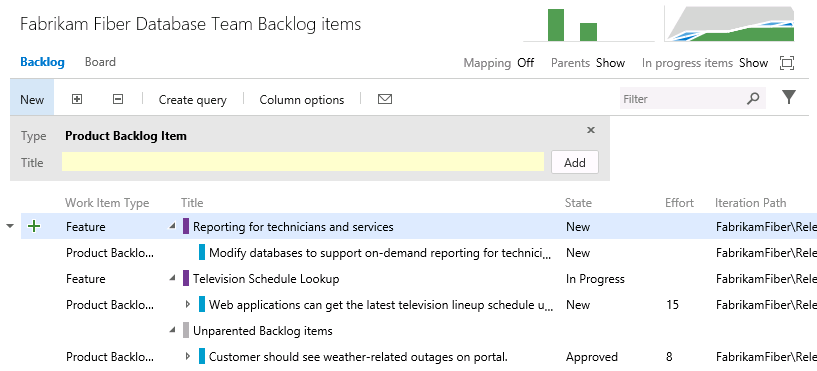 Fabrikam Fiber Database Team Backlog items
Backlog Board Mapping Off Parents Show In progress items Show
New Create query Column options Filter
Type Product Backlog Item
Title Add
Work Item Type Title State Effort Iteration Path
Feature Reporting for technicians and services New FabrikamFiber\Rele
Product Backlo... Modify databases to support on-demand reporting for technici... New FabrikamFiber\Rele
Feature Television Schedule Lookup In Progress FabrikamFiber\Rele
Product Backlo... Web applications can get the latest television lineup schedule u... New 15 FabrikamFiber\Rele
Unparented Backlog items
Product Backlo... Customer should see weather-related outages on portal. Approved 8 FabrikamFiber\Rele